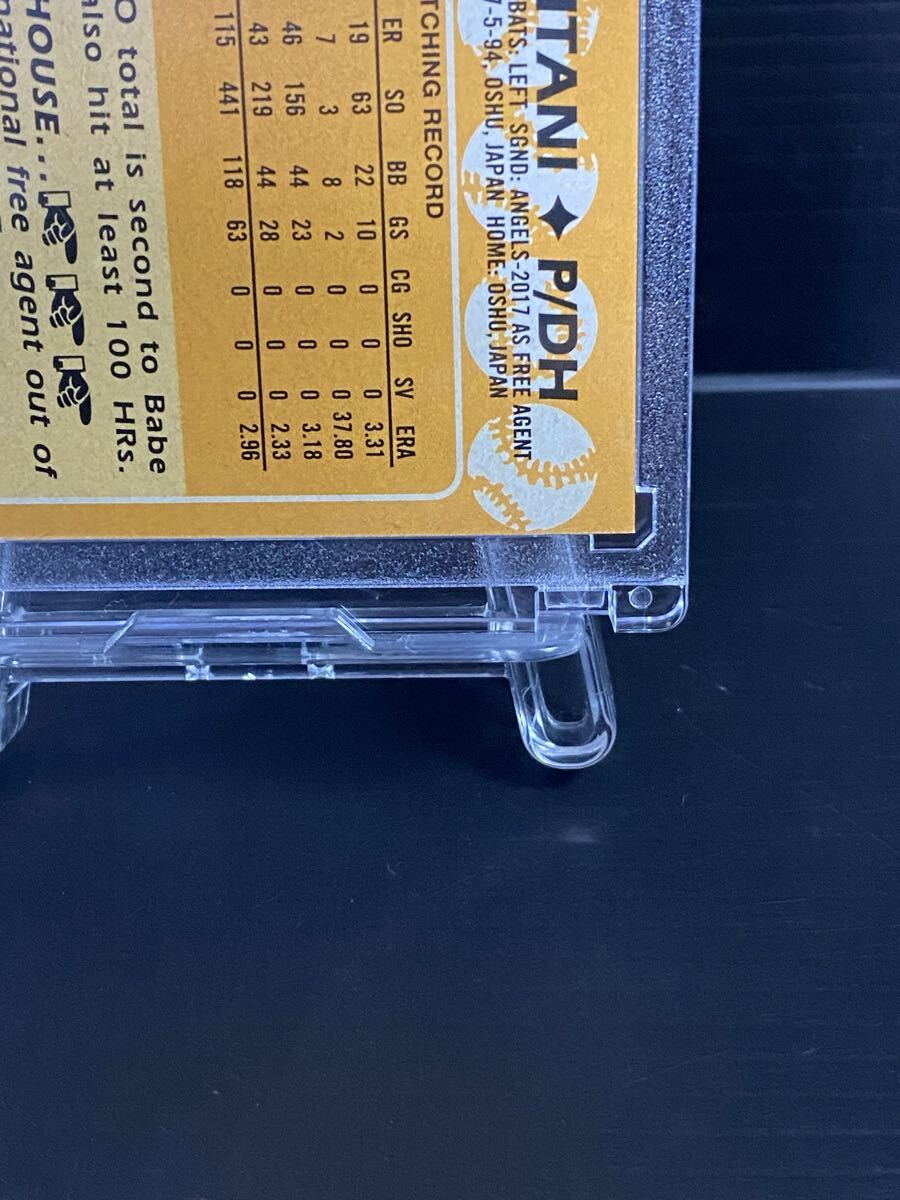 ITANI ✦ P/DH
BATS: LEFT SGND: ANGELS-2017 AS FREE AGENT
7-5-94, OSHU, JAPAN HOME: OSHU, JAPAN
TCHING RECORD
ER SO BB GS CG SHO SV ERA
19 63 22 10 0 0 0 3.31
7 3 8 2 0 0 0 37.80
46 156 44 23 0 0 0 3.18
43 219 44 28 0 0 0 2.33
115 441 118 63 0 0 0 2.96
O total is second to Babe
also hit at least 100 HRs.
HOUSE...
national free agent out of